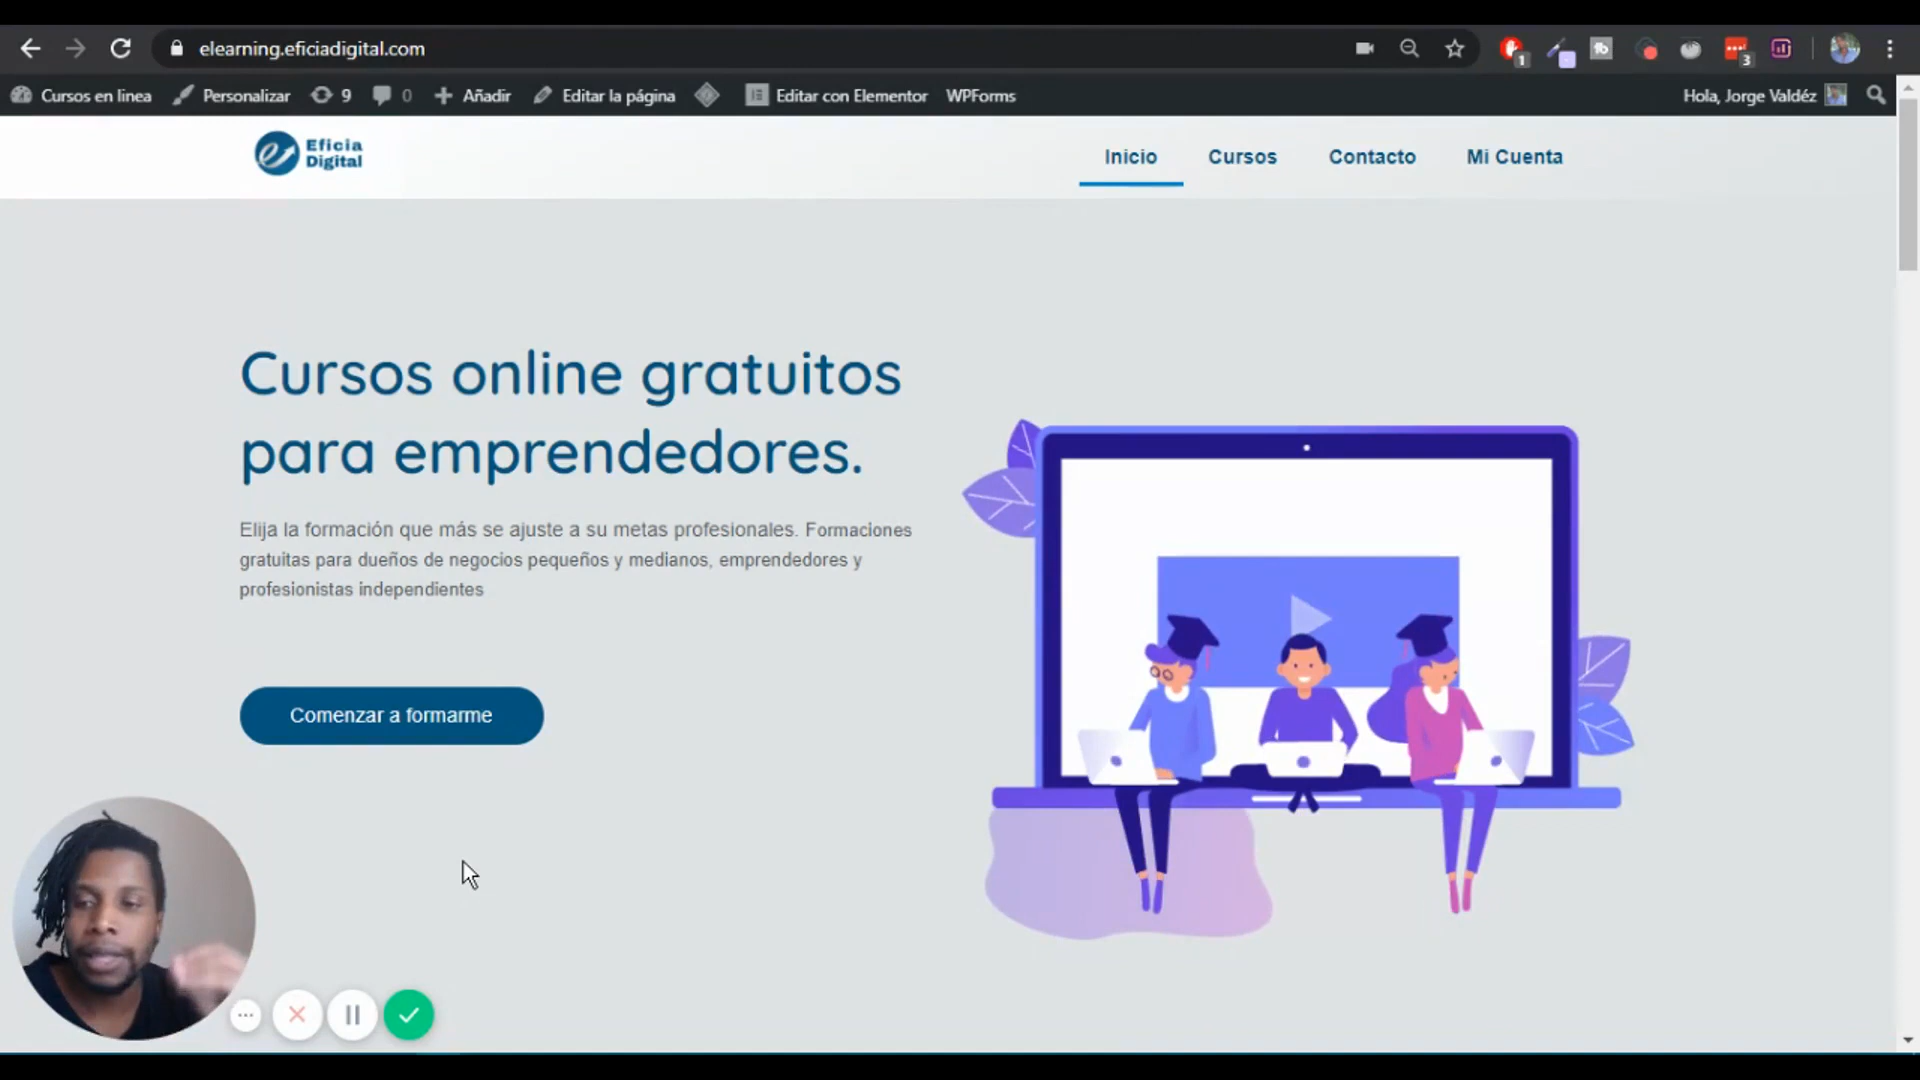 elearning.eficiadigital.com
1
3
Cursos en linea Personalizar 9 0 Añadir Editar la página Editar con Elementor WPForms Hola, Jorge Valdéz
Eficia
Digital
Inicio Cursos Contacto Mi Cuenta
Cursos online gratuitos
para emprendedores.
Elija la formación que más se ajuste a su metas profesionales. Formaciones
gratuitas para dueños de negocios pequeños y medianos, emprendedores y
profesionistas independientes
Comenzar a formarme